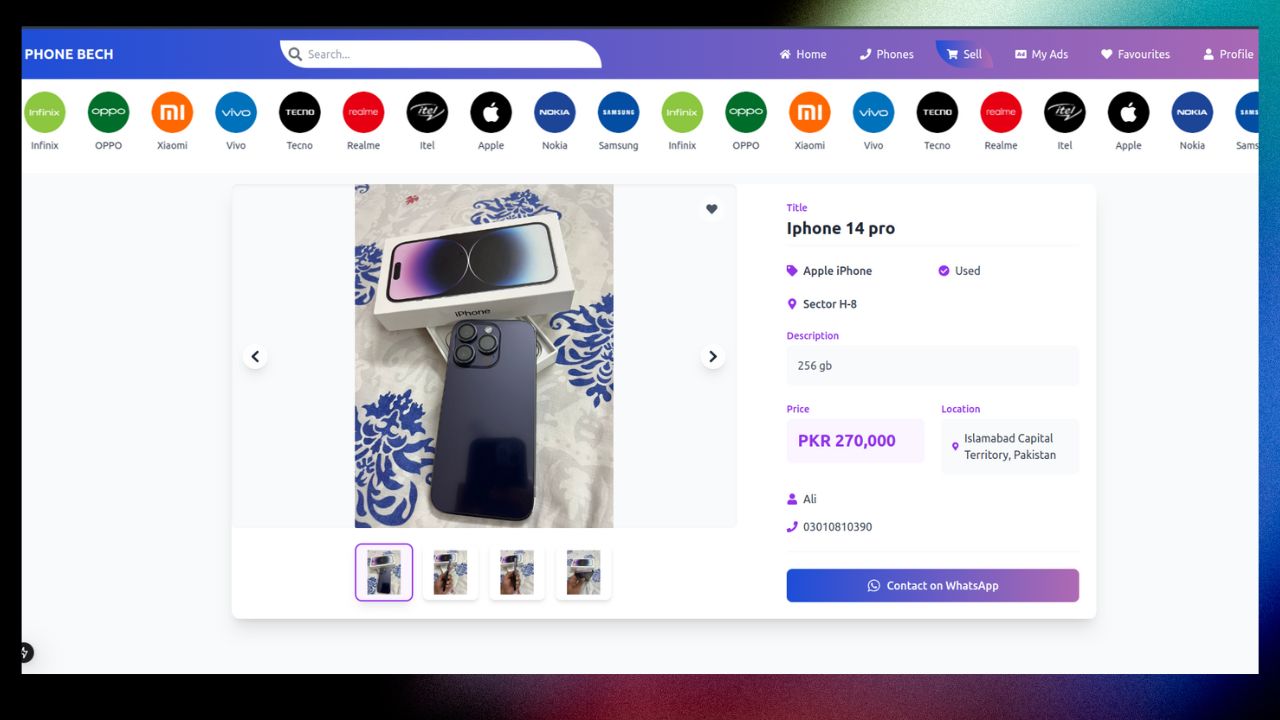 PHONE BECH
Search...
Home
Phones
Sell
My Ads
Favourites
Profile
Infinix
oppo
mi
vivo
TECNO
realme
itel
NOKIA
SAMSUNG
Infinix
oppo
mi
vivo
TECNO
realme
itel
NOKIA
SAMS
Infinix
OPPO
Xiaomi
Vivo
Tecno
Realme
Itel
Apple
Nokia
Samsung
Infinix
OPPO
Xiaomi
Vivo
Tecno
Realme
Itel
Apple
Nokia
Sams
iPhone
Title
Iphone 14 pro
Apple iPhone
Used
Sector H-8
Description
256 gb
Price
PKR 270,000
Location
Islamabad Capital
Territory, Pakistan
Ali
03010810390
Contact on WhatsApp